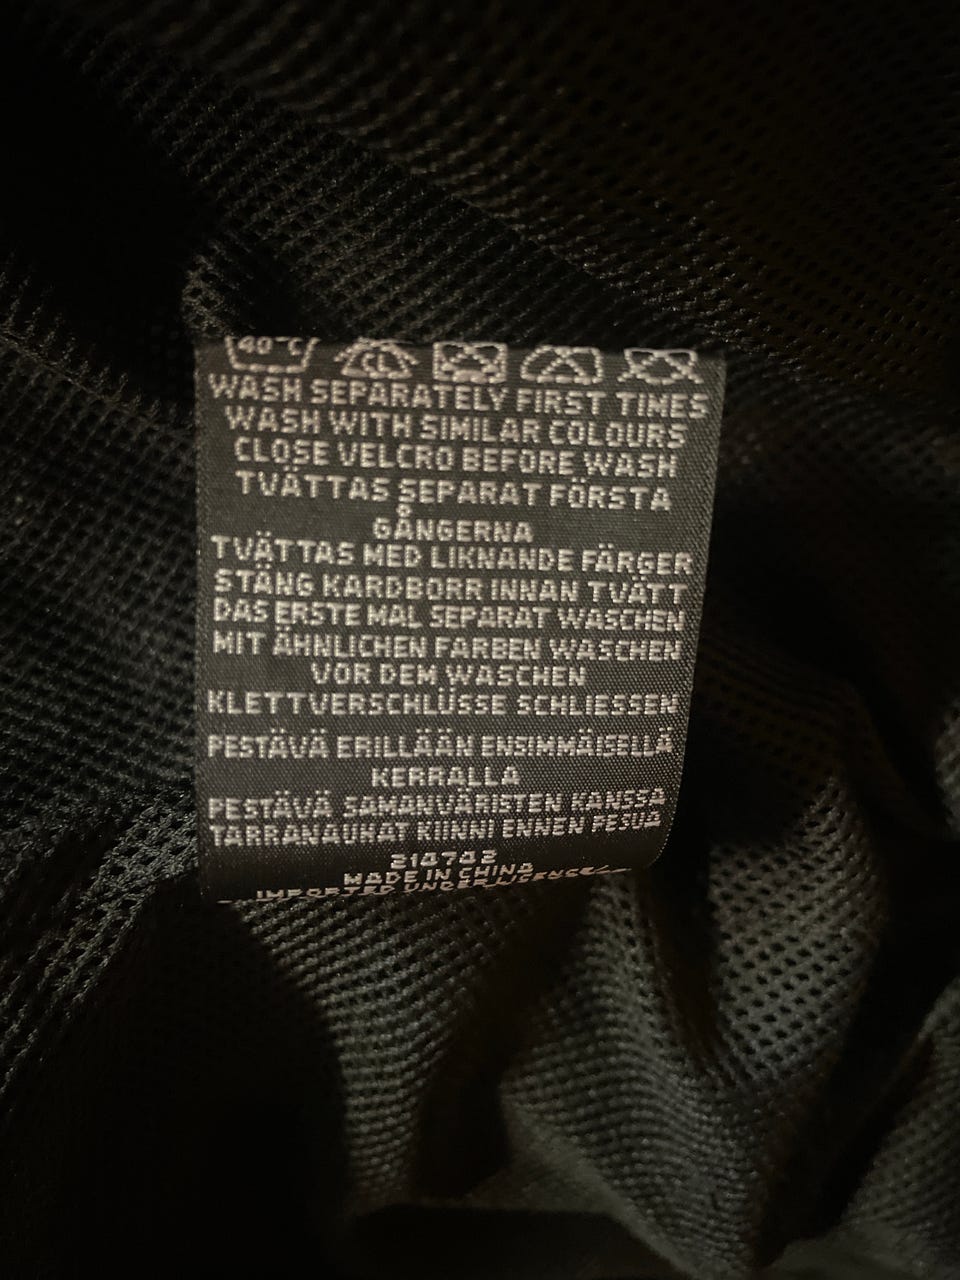 40°C CL
WASH SEPARATELY FIRST TIMES
WASH WITH SIMILAR COLOURS
CLOSE VELCRO BEFORE WASH
TVÄTTAS SEPARAT FÖRSTA
GÅNGERNA
TVÄTTAS MED LIKNANDE FÄRGER
STÄNG KARDBORR INNAN TVÄTT
DAS ERSTE MAL SEPARAT WASCHEN
MIT ÄHNLICHEN FARBEN WASCHEN
VOR DEM WASCHEN
KLETTVERSCHLÜSSE SCHLIESSEN
PESTÄVÄ ERILLÄÄN ENSIMMÄISELLÄ
KERRALLA
PESTÄVÄ SAMANVÄRISTEN KANSSA
TARRANAUHAT KIINNI ENNEN PESUA
214742
MADE IN CHINA
IMPORTED UNDER LICENCE